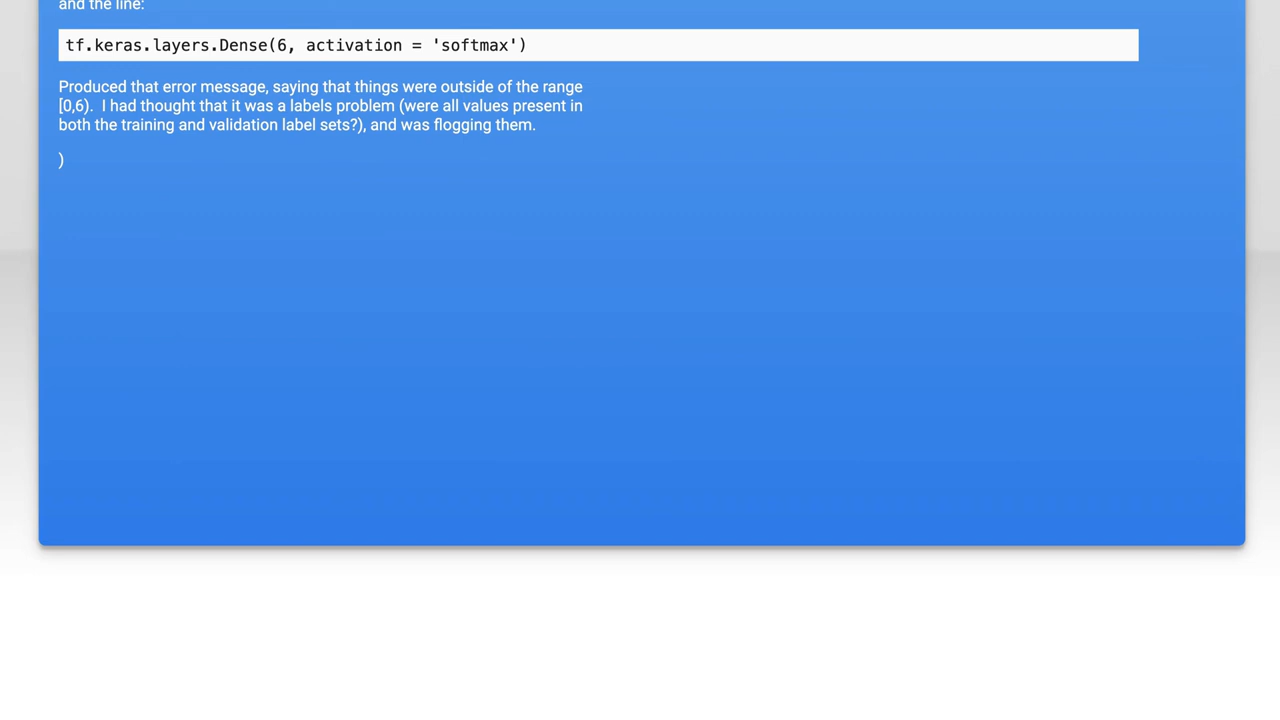 and the line:
tf.keras.layers.Dense(6, activation = 'softmax')
Produced that error message, saying that things were outside of the range
[0,6).  I had thought that it was a labels problem (were all values present in
both the training and validation label sets?), and was flogging them.
)